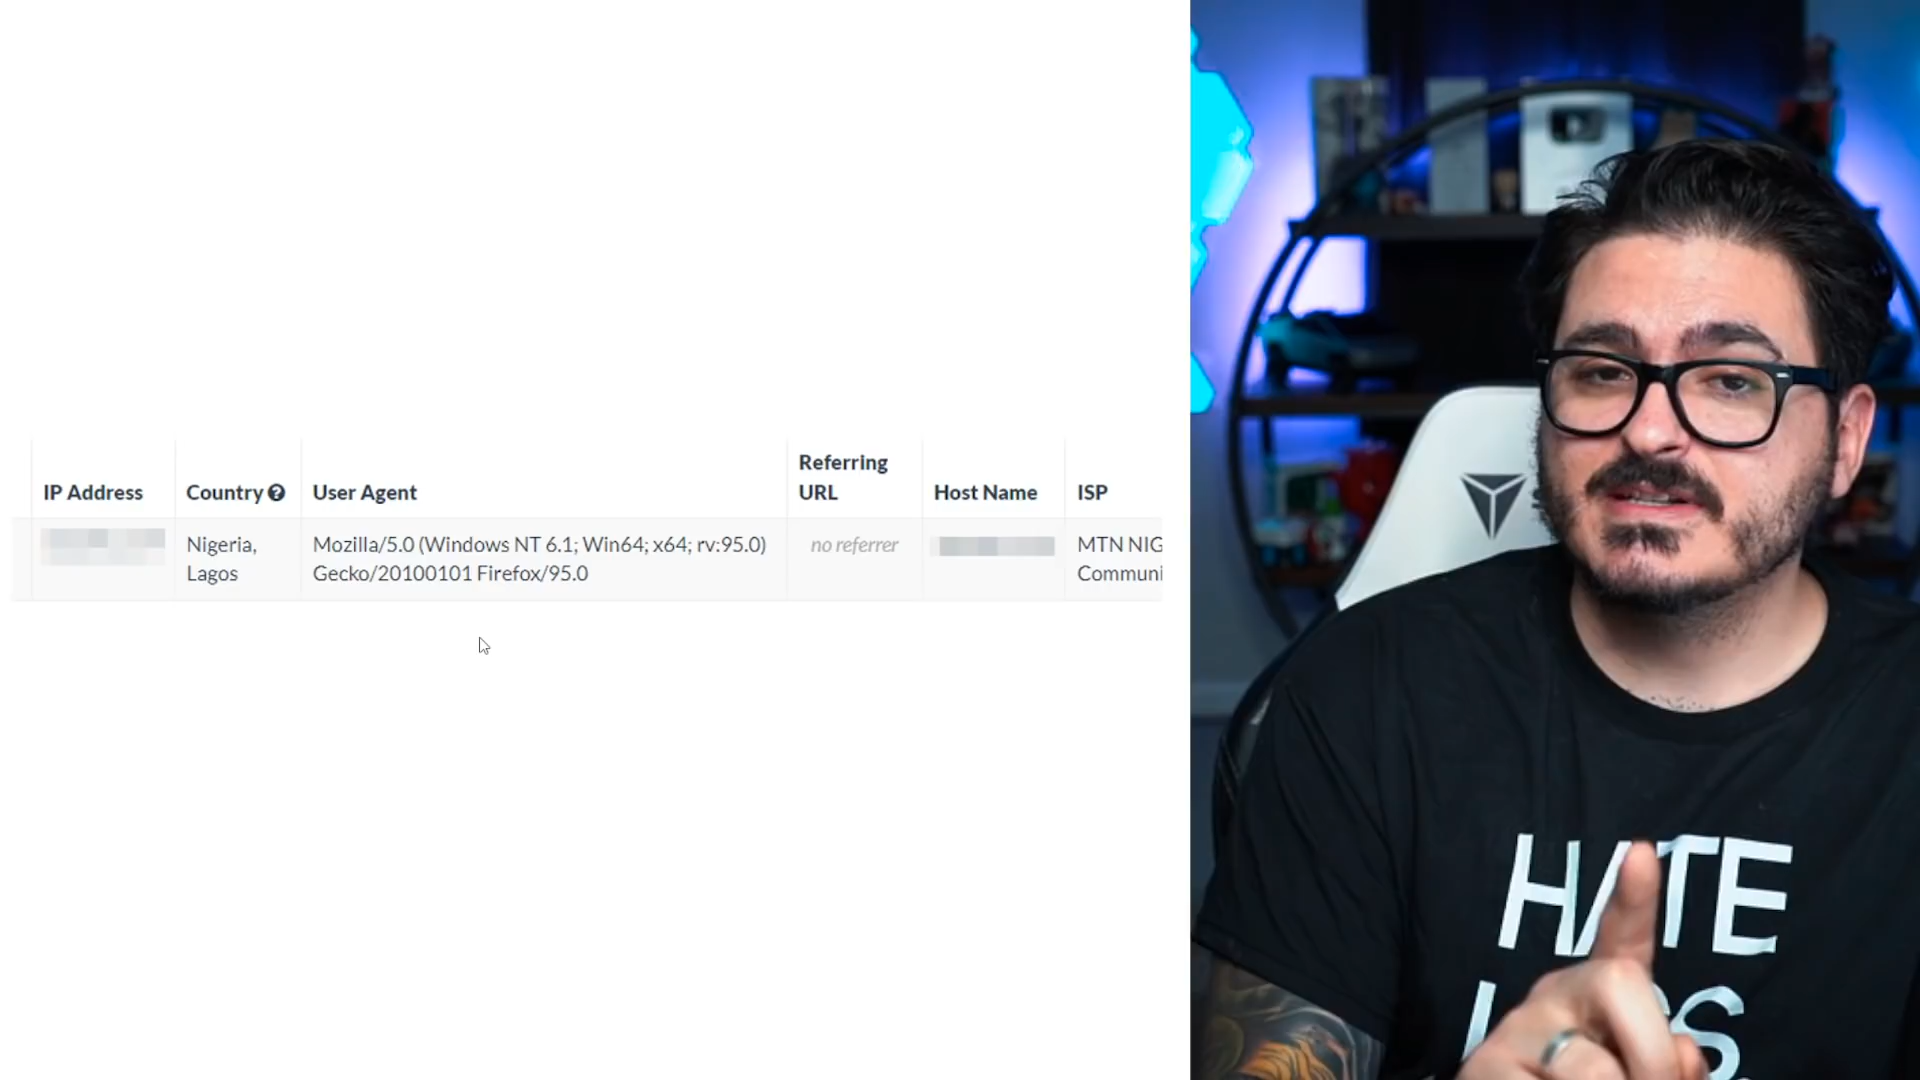 IP Address
Country
User Agent
Referring
URL
Host Name
ISP
Nigeria,
Lagos
Mozilla/5.0 (Windows NT 6.1; Win64; x64; rv:95.0)
Gecko/20100101 Firefox/95.0
no referrer
MTN NIG
Communi
HATE